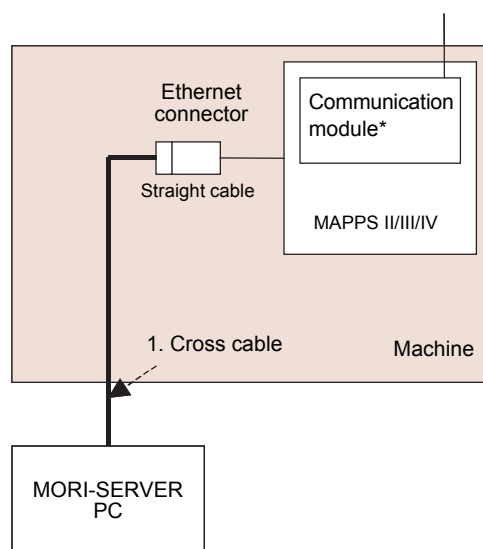 Ethernet
connector
Communication
module*
Straight cable
MAPPS II/III/IV
1. Cross cable
Machine
MORI-SERVER
PC